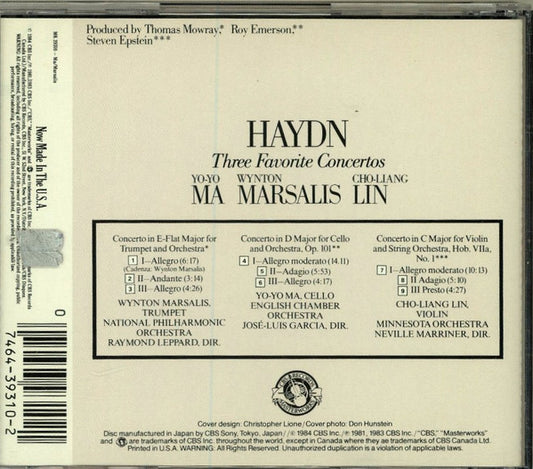 Produced by Thomas Mowray,* Roy Emerson,**
Steven Epstein***
HAYDN
Three Favorite Concertos
YO-YO WYNTON CHO-LIANG
MA MARSALIS LIN
Concerto in E-Flat Major for
Trumpet and Orchestra*
1 I—Allegro (6:17)
(Cadenza: Wynton Marsalis)
2 II—Andante (3:14)
3 III—Allegro (4:26)
WYNTON MARSALIS,
TRUMPET
NATIONAL PHILHARMONIC
ORCHESTRA
RAYMOND LEPPARD, DIR.
Concerto in D Major for Cello
and Orchestra, Op. 101**
4 I—Allegro moderato (14.11)
5 II—Adagio (5:53)
6 III—Allegro (4:17)
YO-YO MA, CELLO
ENGLISH CHAMBER
ORCHESTRA
JOSÉ-LUIS GARCIA, DIR.
Concerto in C Major for Violin
and String Orchestra, Hob. VIIa,
No. 1***
7 I—Allegro moderato (10:13)
8 II Adagio (5:10)
9 III Presto (4:27)
CHO-LIANG LIN,
VIOLIN
MINNESOTA ORCHESTRA
NEVILLE MARRINER, DIR.
Cover design: Christopher Lione/Cover photo: Don Hunstein
Disc manufactured in Japan by CBS Sony, Tokyo, Japan/© 1984 CBS Inc./℗ 1981, 1983 CBS Inc./"CBS," "Masterworks"
and are trademarks of CBS Inc. throughout the world, except in Canada where they ae trademarks of CBS Canada Ltd.
Printed in U.S.A. WARNING: All Rights Reserved. Unauthorized duplication is a violation of applicable laws.
MK 39310 – Ma/Marsalis
Now Made In The U.S.A.
0
7464-39310-2